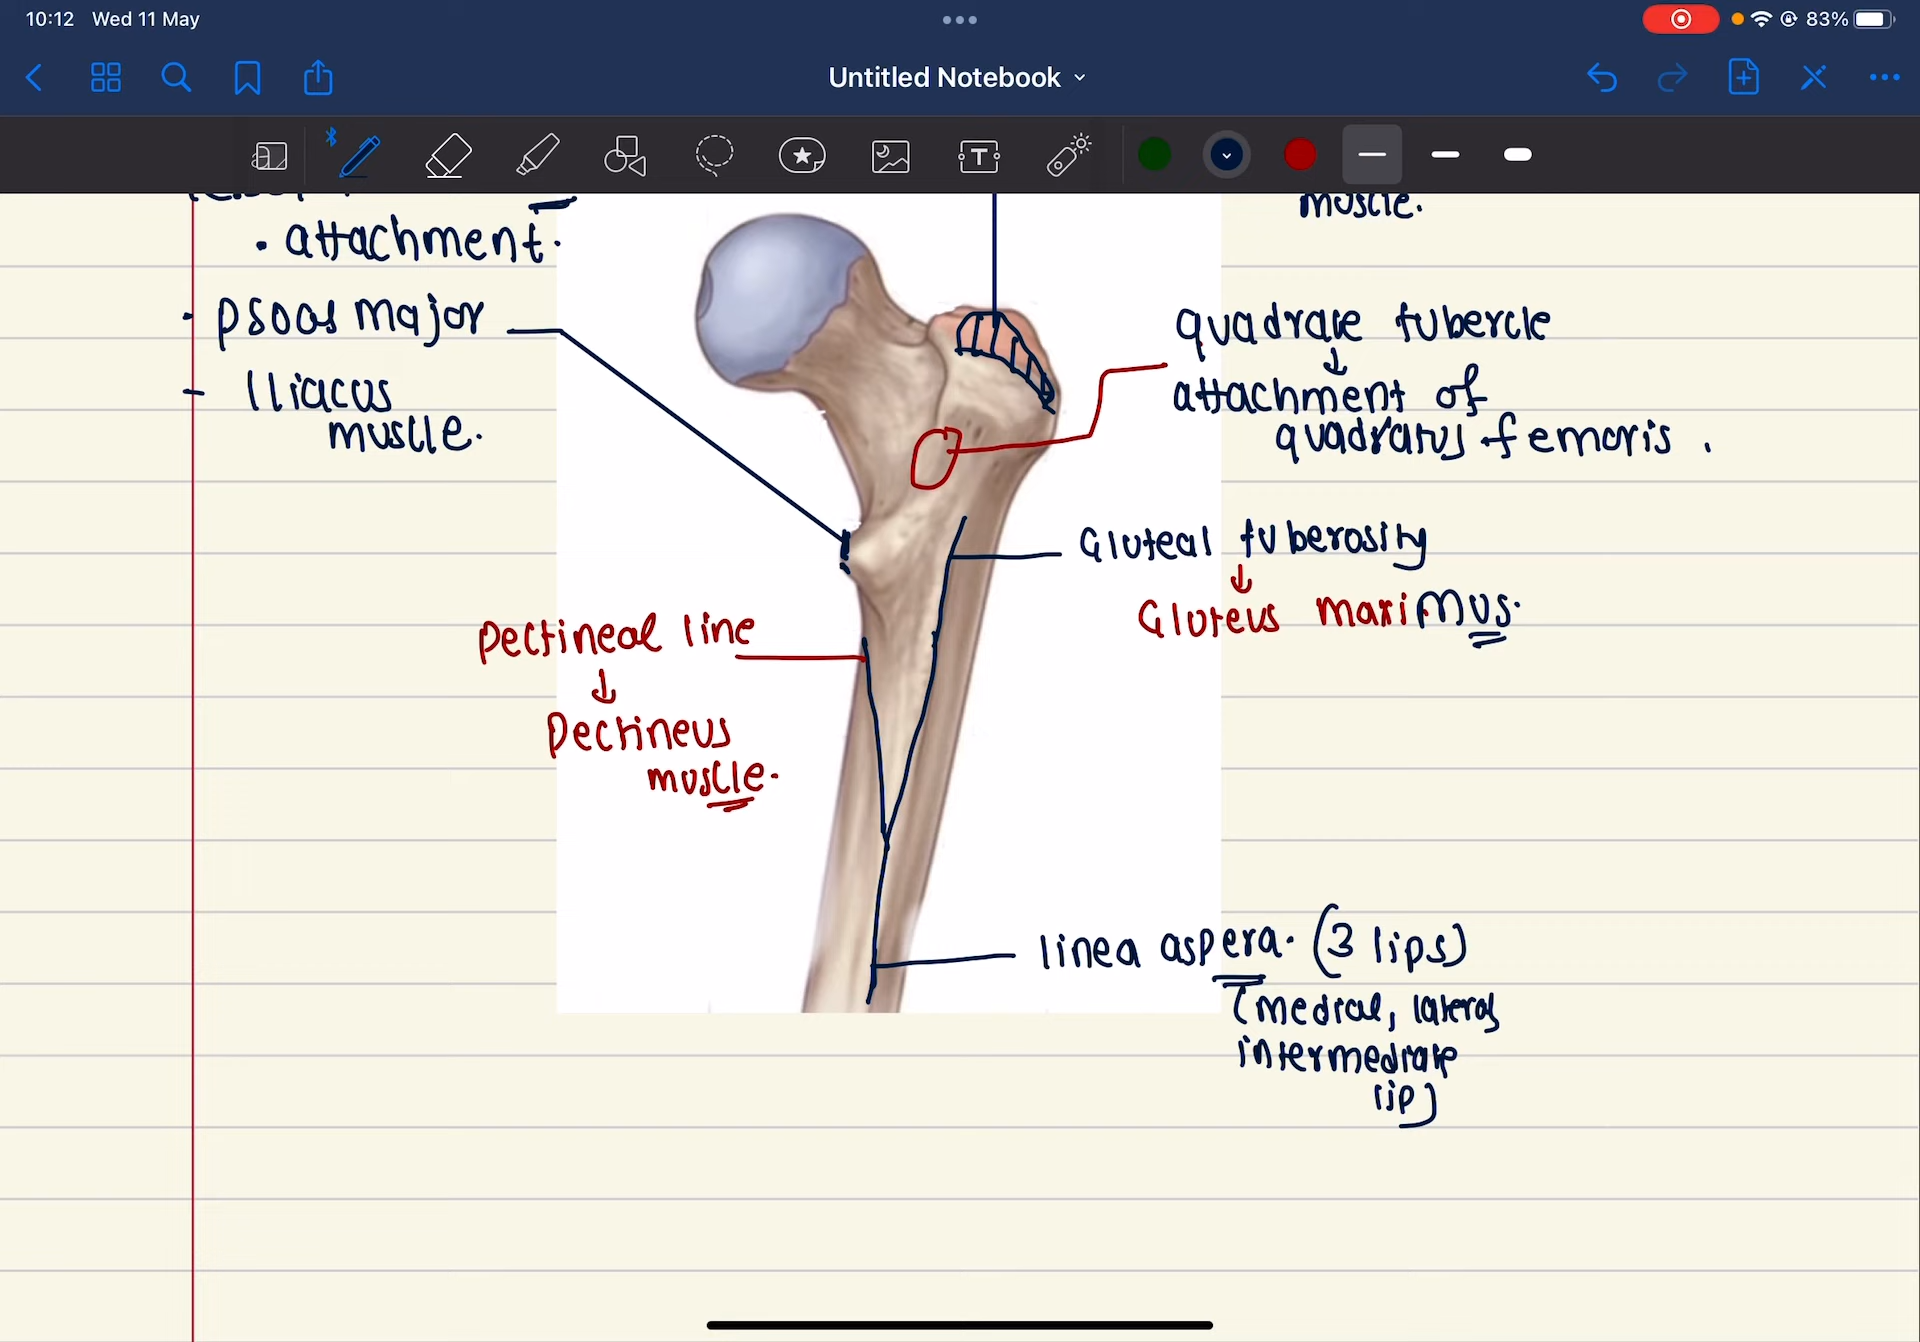 10:12 Wed 11 May
83%
Untitled Notebook
T
muscle.
• attachment.
• psoas major
- Iliacus
muscle.
quadrate tubercle
↓
attachment of
quadratus femoris.
Gluteal tuberosity
↓
Gluteus maximus.
Pectineal line
↓
Pectineus
muscle.
linea aspera. (3 lips)
(medial, lateral
intermediate
lip)